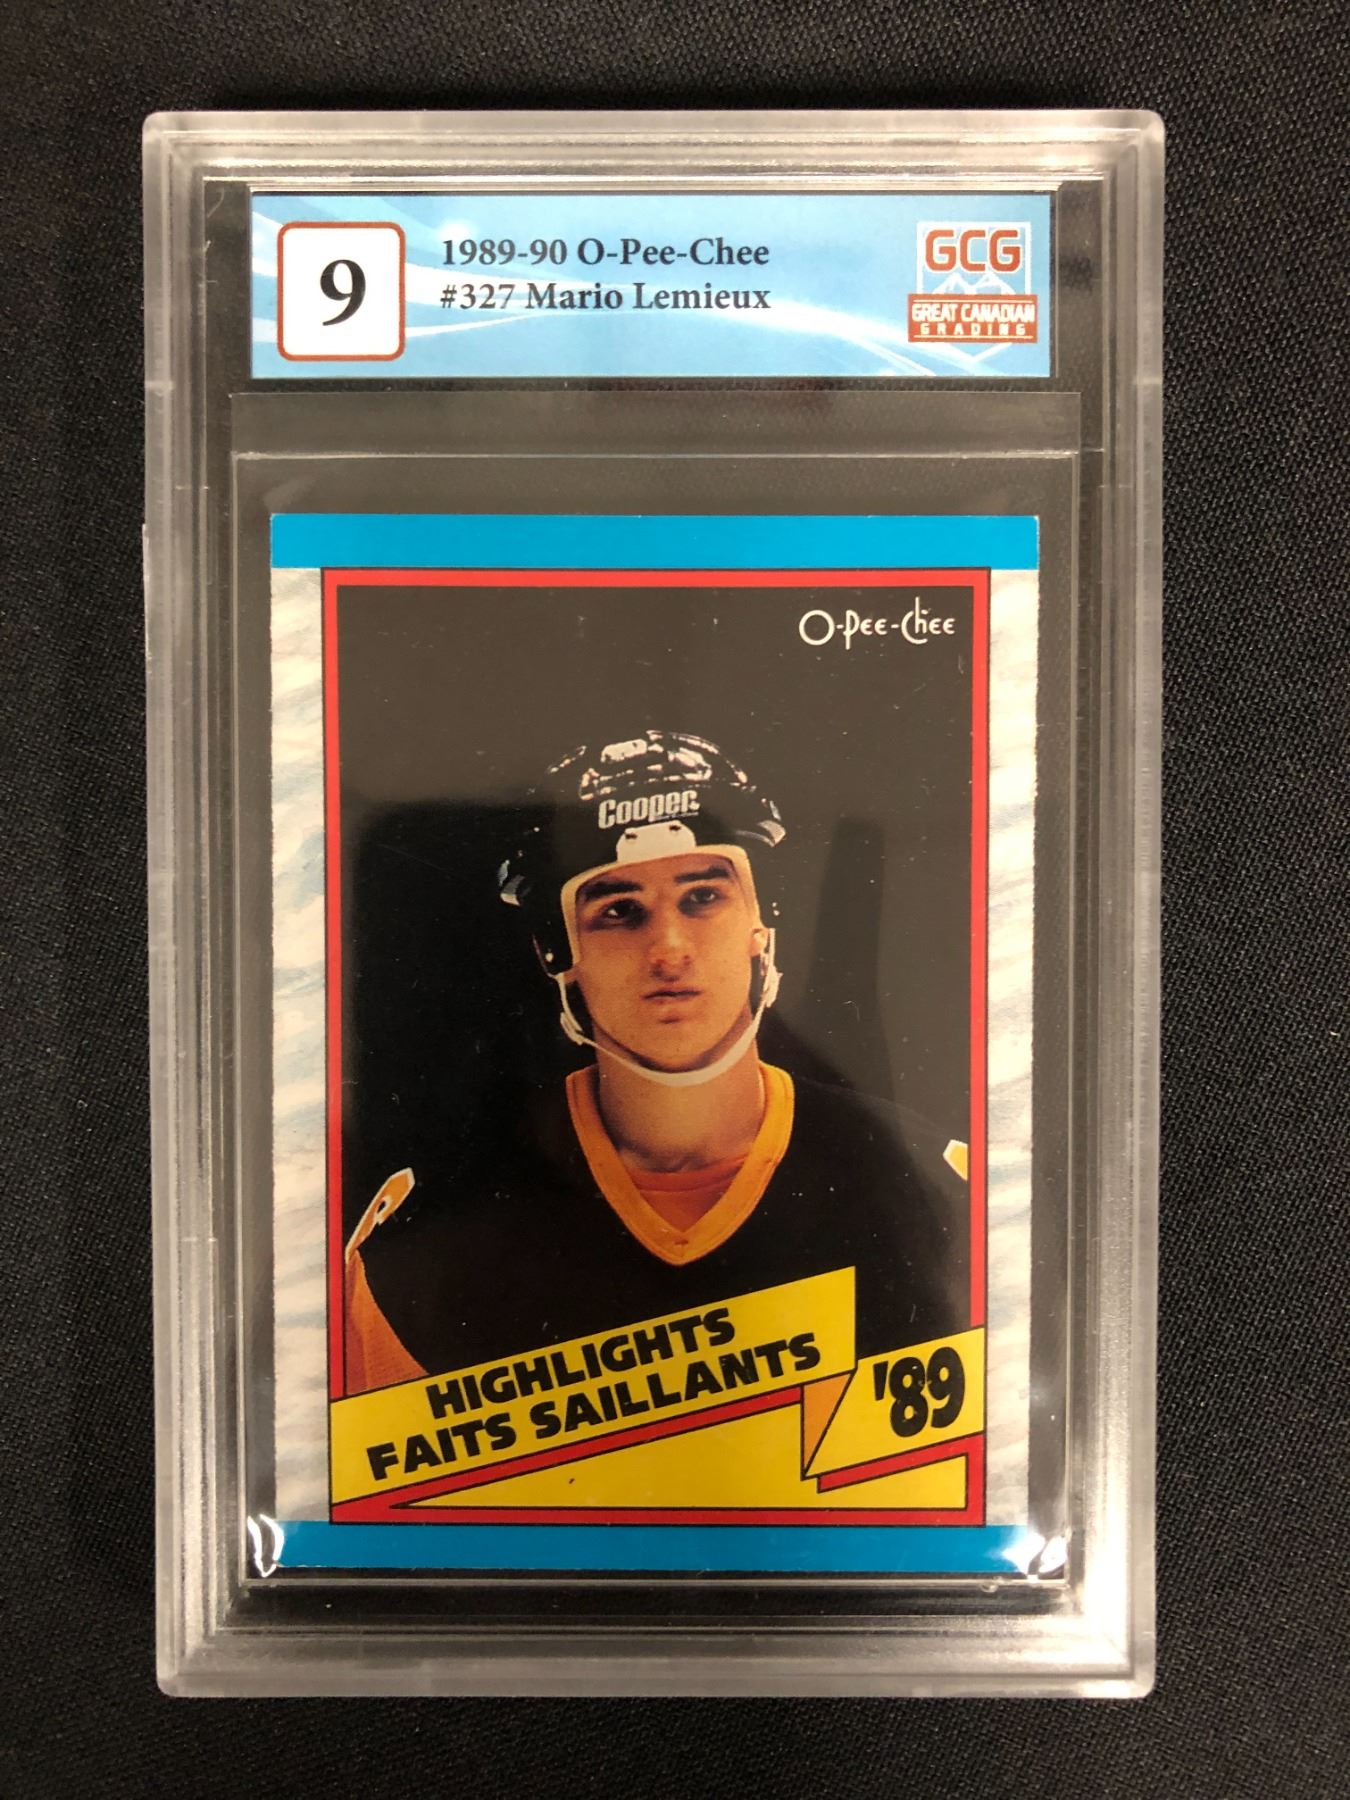 9
1989-90 O-Pee-Chee
#327 Mario Lemieux
GCG
GREAT CANADIAN
GRADING
O-Pee-Chee
Cooper
HIGHLIGHTS
FAITS SAILLANTS
'89